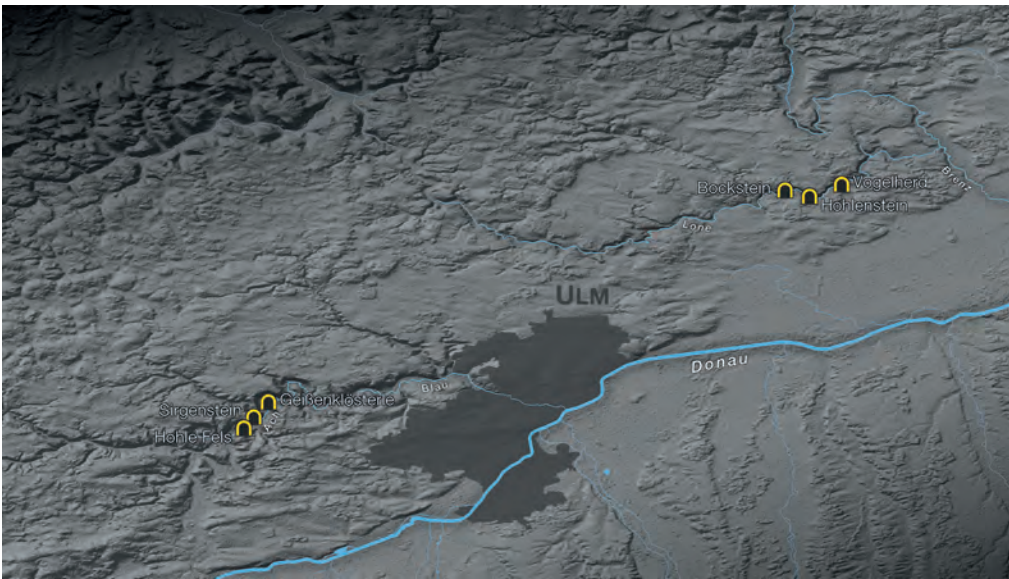 Bockstein
Vogelherd
Hohlenstein
Brenz
Lone
ULM
Donau
Blau
Geißenklösterle
Sirgenstein
Ach
Hohle Fels